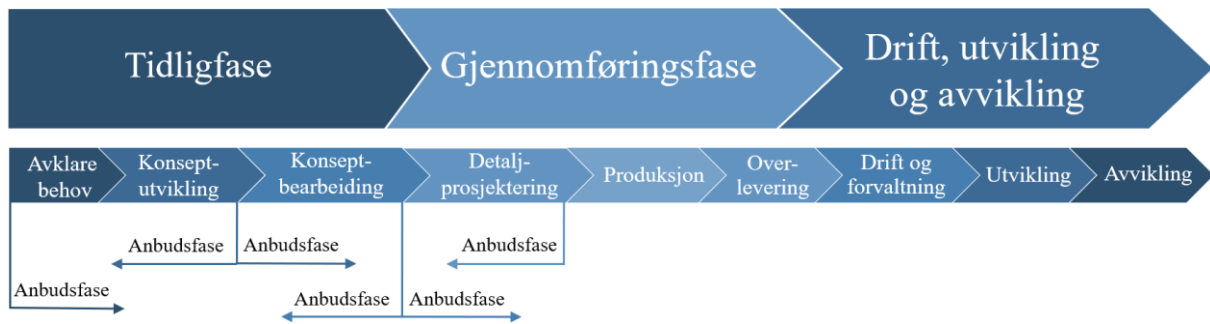 Tidligfase
Gjennomføringsfase
Drift, utvikling
og avvikling
Avklare
behov
Konsept-
utvikling
Konsept-
bearbeiding
Detalj-
prosjektering
Produksjon
Over-
levering
Drift og
forvaltning
Utvikling
Avvikling
Anbudsfase
Anbudsfase
Anbudsfase
Anbudsfase
Anbudsfase
Anbudsfase